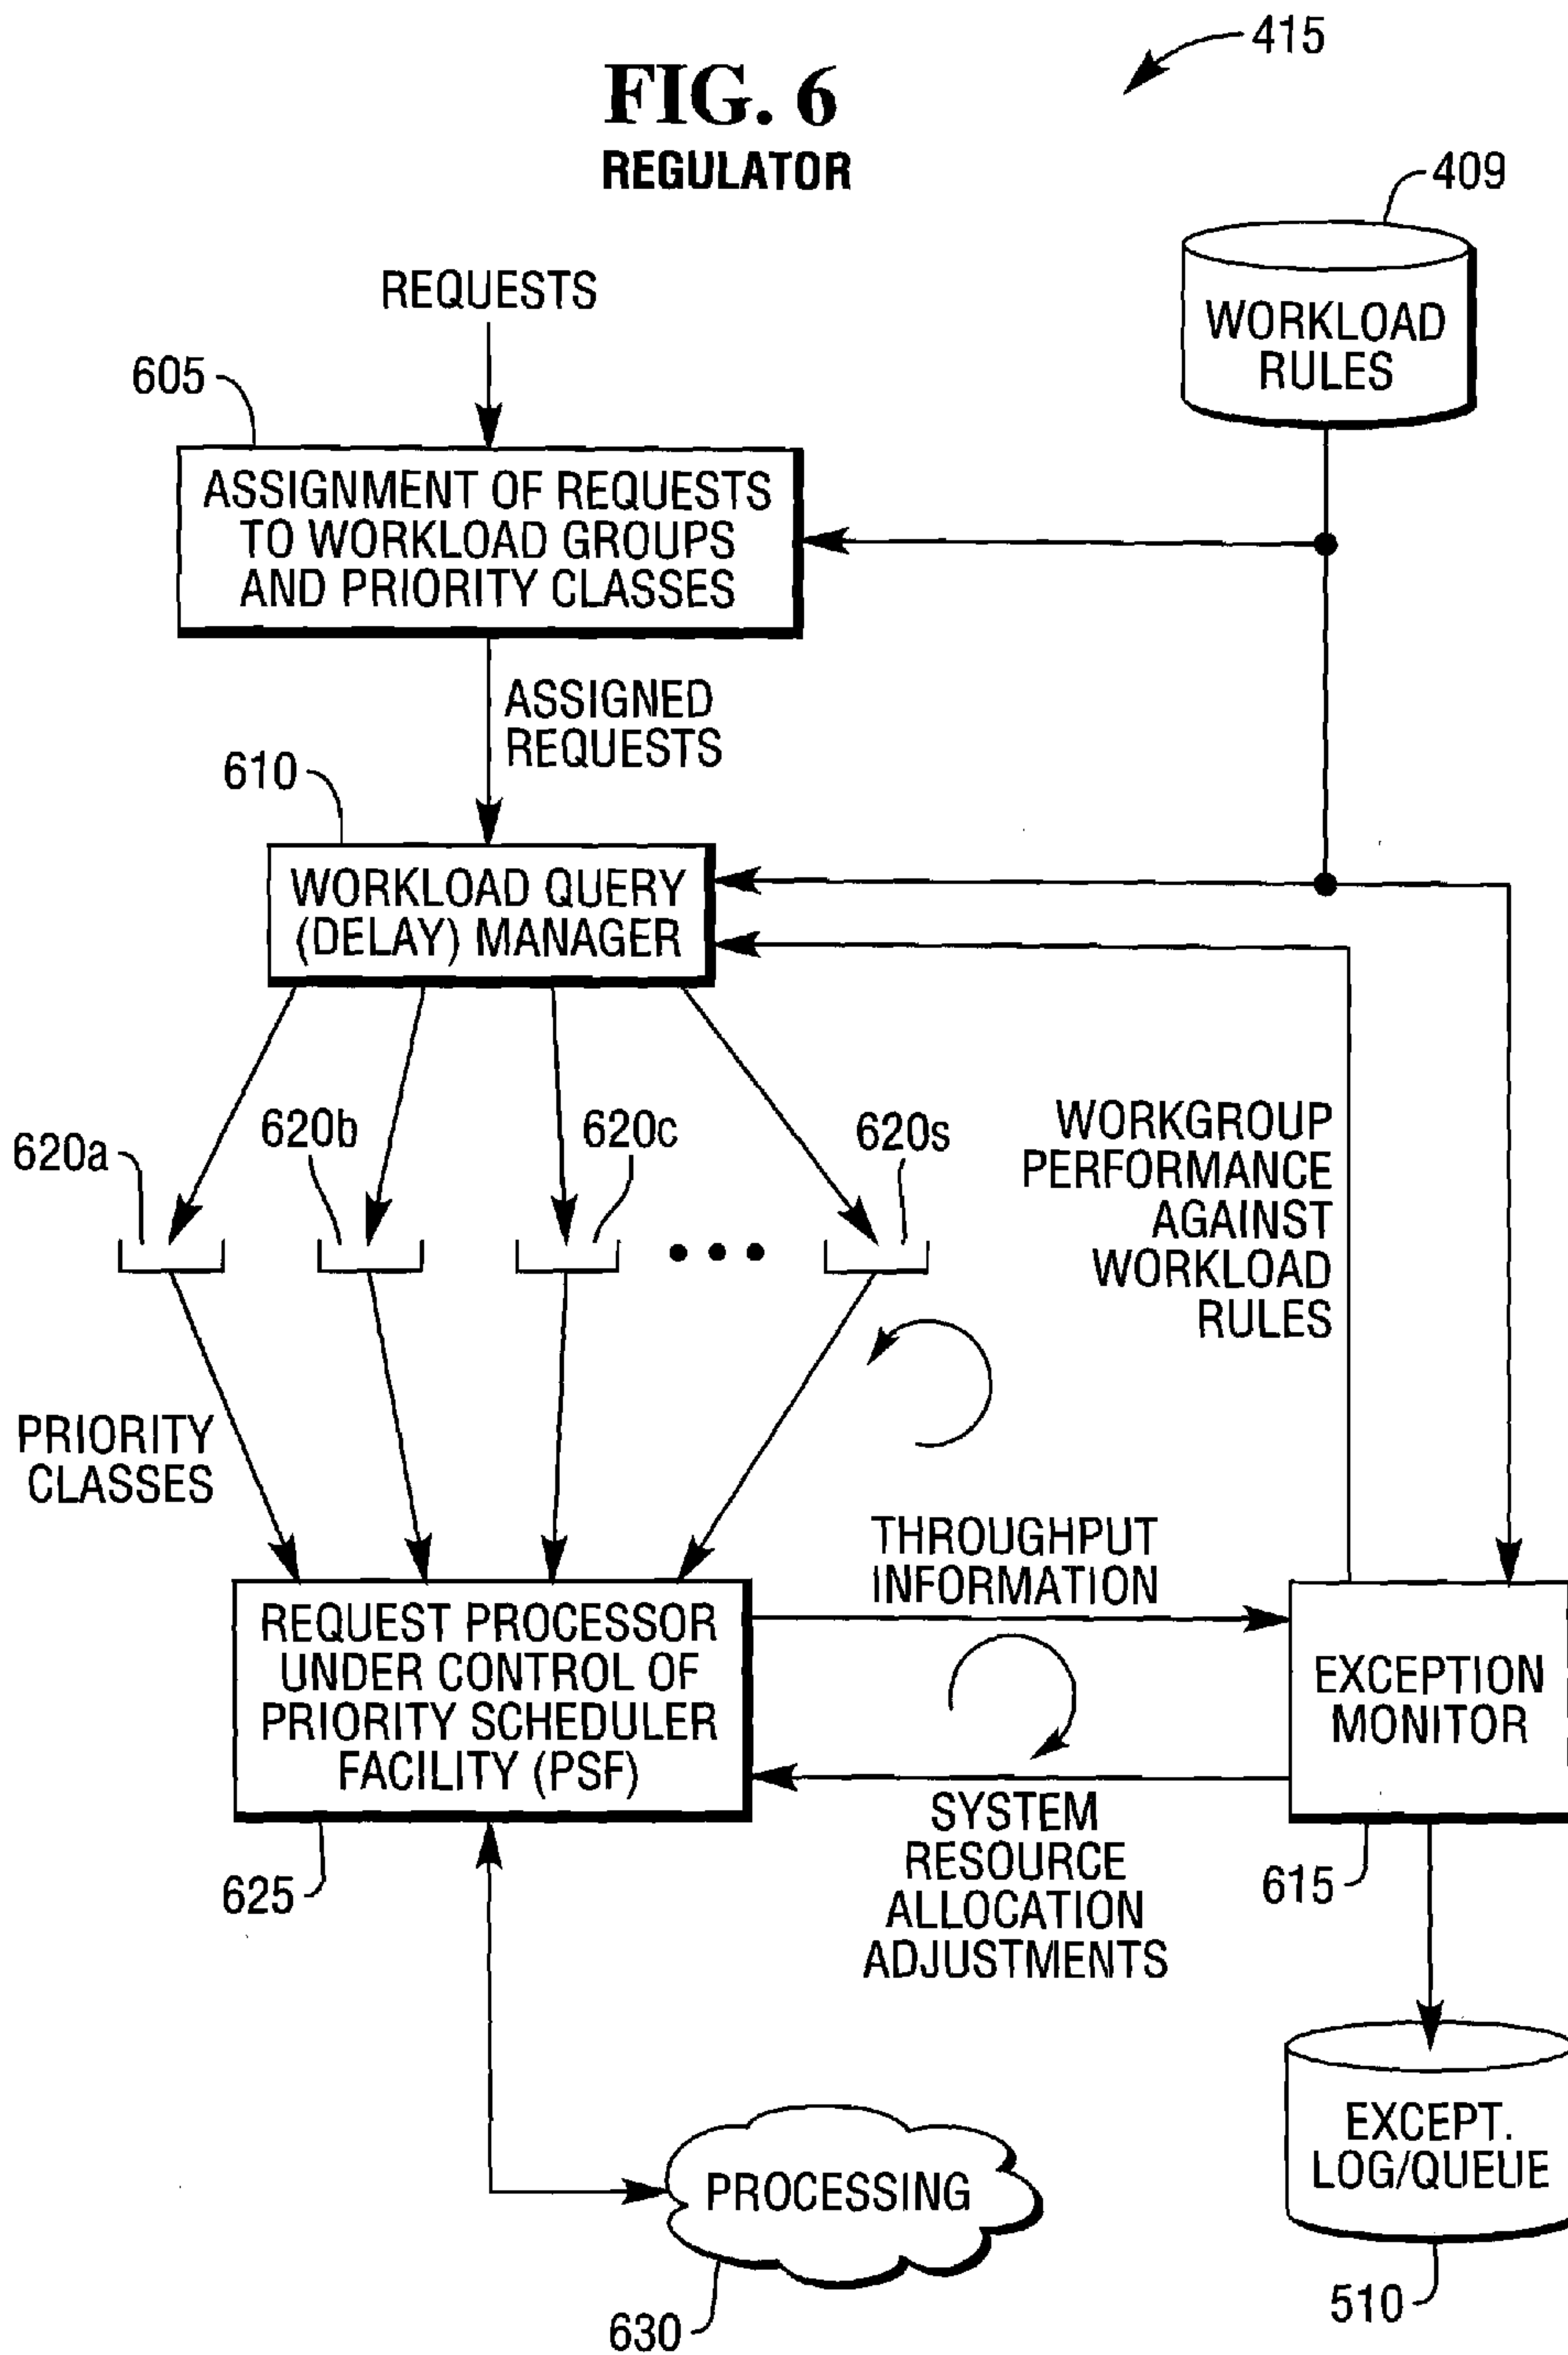 415
FIG. 6
REGULATOR
409
WORKLOAD
RULES
REQUESTS
605
ASSIGNMENT OF REQUESTS
TO WORKLOAD GROUPS
AND PRIORITY CLASSES
ASSIGNED
REQUESTS
610
WORKLOAD QUERY
(DELAY) MANAGER
620a
620b
620c
620s
WORKGROUP
PERFORMANCE
AGAINST
WORKLOAD
RULES
PRIORITY
CLASSES
THROUGHPUT
INFORMATION
REQUEST PROCESSOR
UNDER CONTROL OF
PRIORITY SCHEDULER
FACILITY (PSF)
EXCEPTION
MONITOR
SYSTEM
RESOURCE
ALLOCATION
ADJUSTMENTS
625
615
EXCEPT.
LOG/QUEUE
PROCESSING
510
630